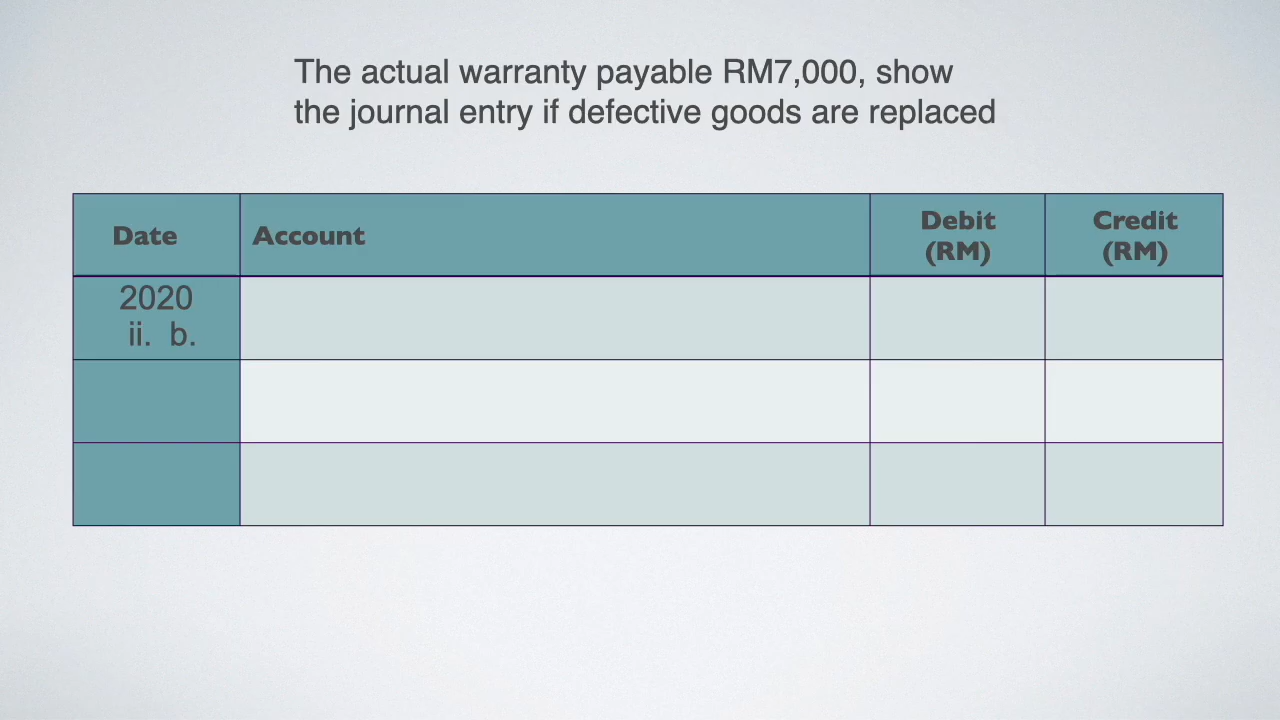 The actual warranty payable RM7,000, show
the journal entry if defective goods are replaced
Date
Account
Debit
(RM)
Credit
(RM)
2020
ii. b.